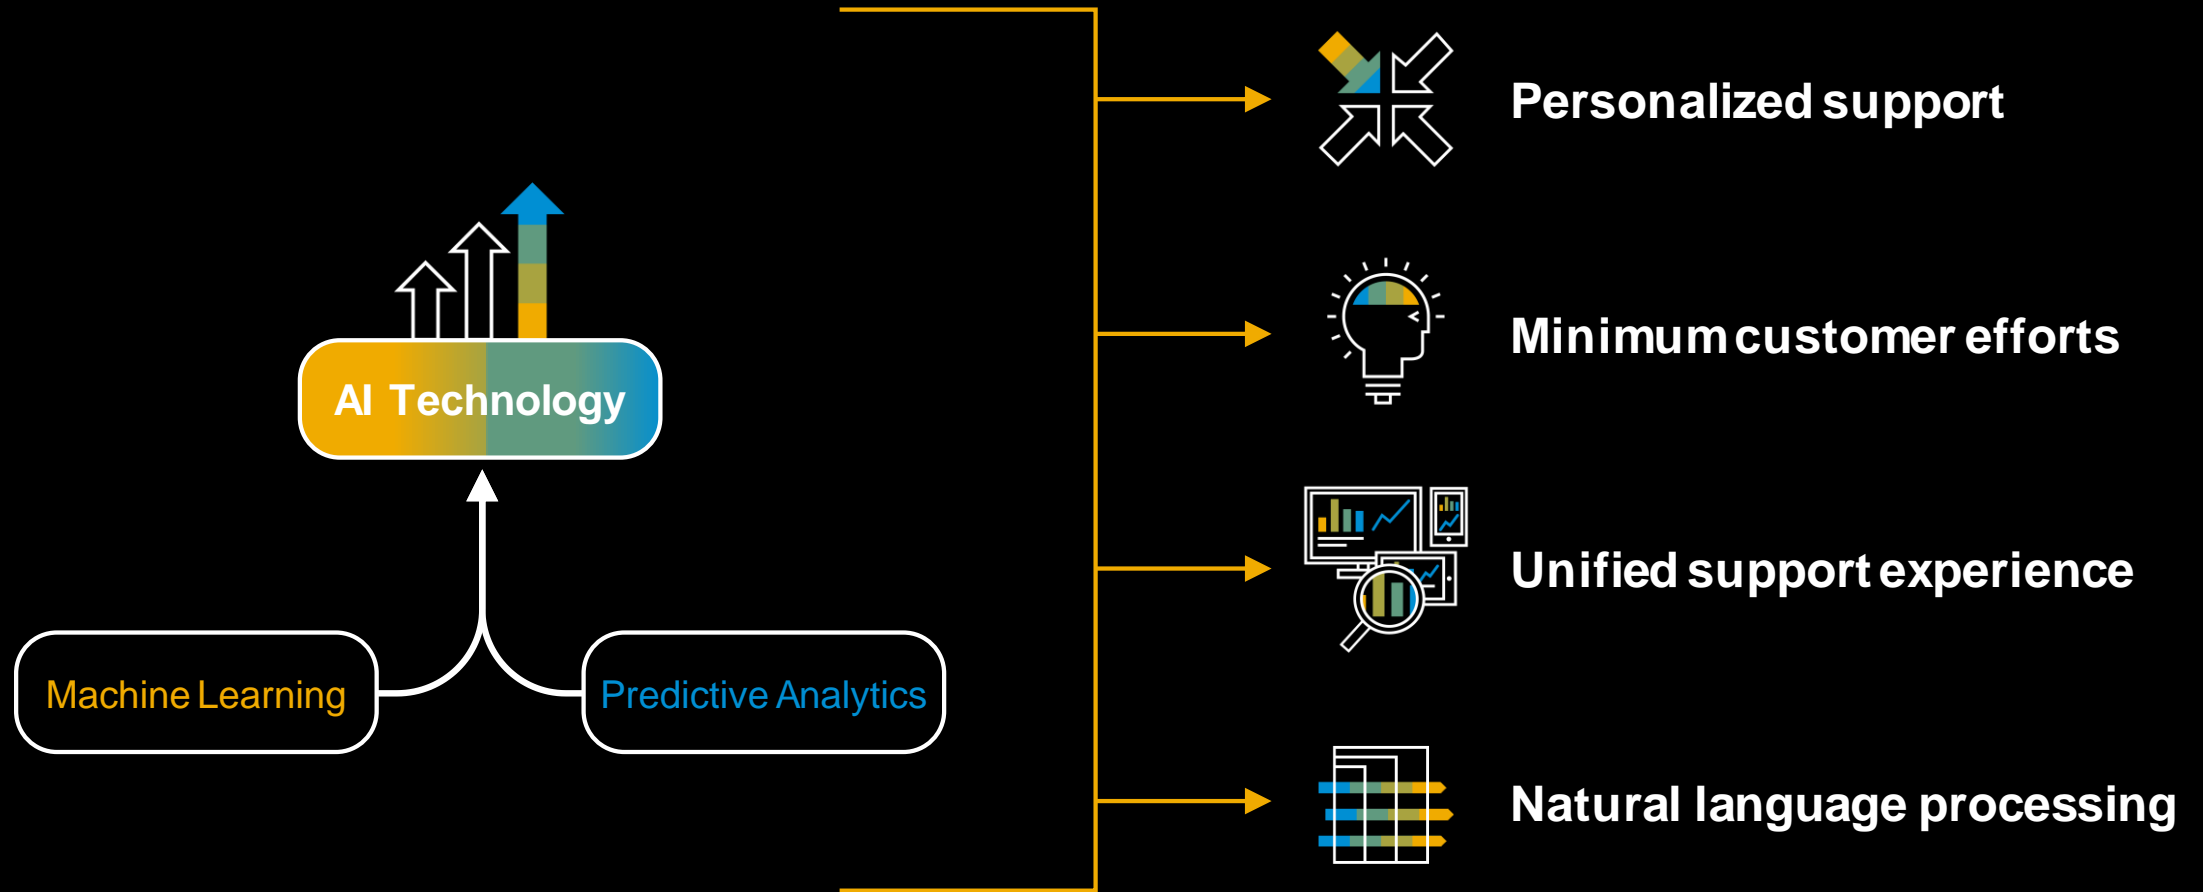 AI Technology
Machine Learning
Predictive Analytics
Personalized support
Minimum customer efforts
Unified support experience
Natural language processing